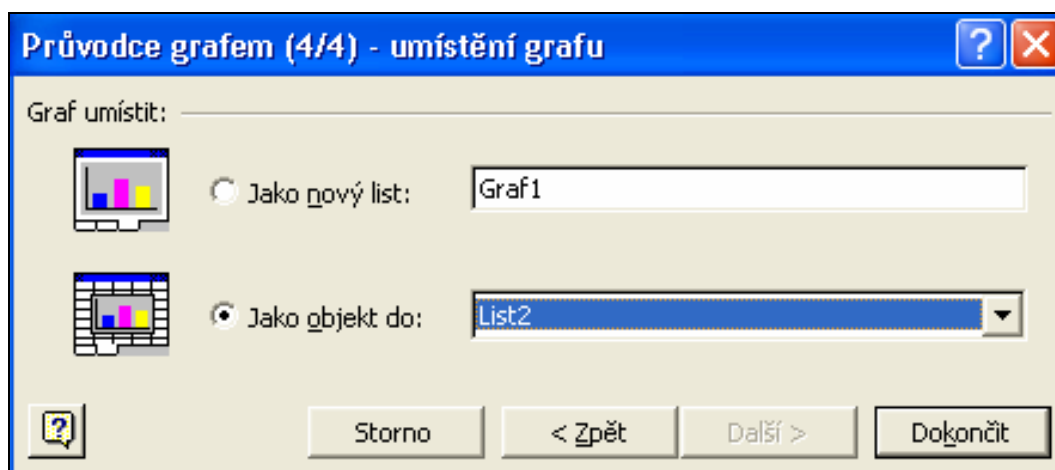 Průvodce grafem (4/4) - umístění grafu
Graf umístit:
Jako nový list:
Graf1
Jako objekt do:
List2
Storno
< Zpět
Další >
Dokončit